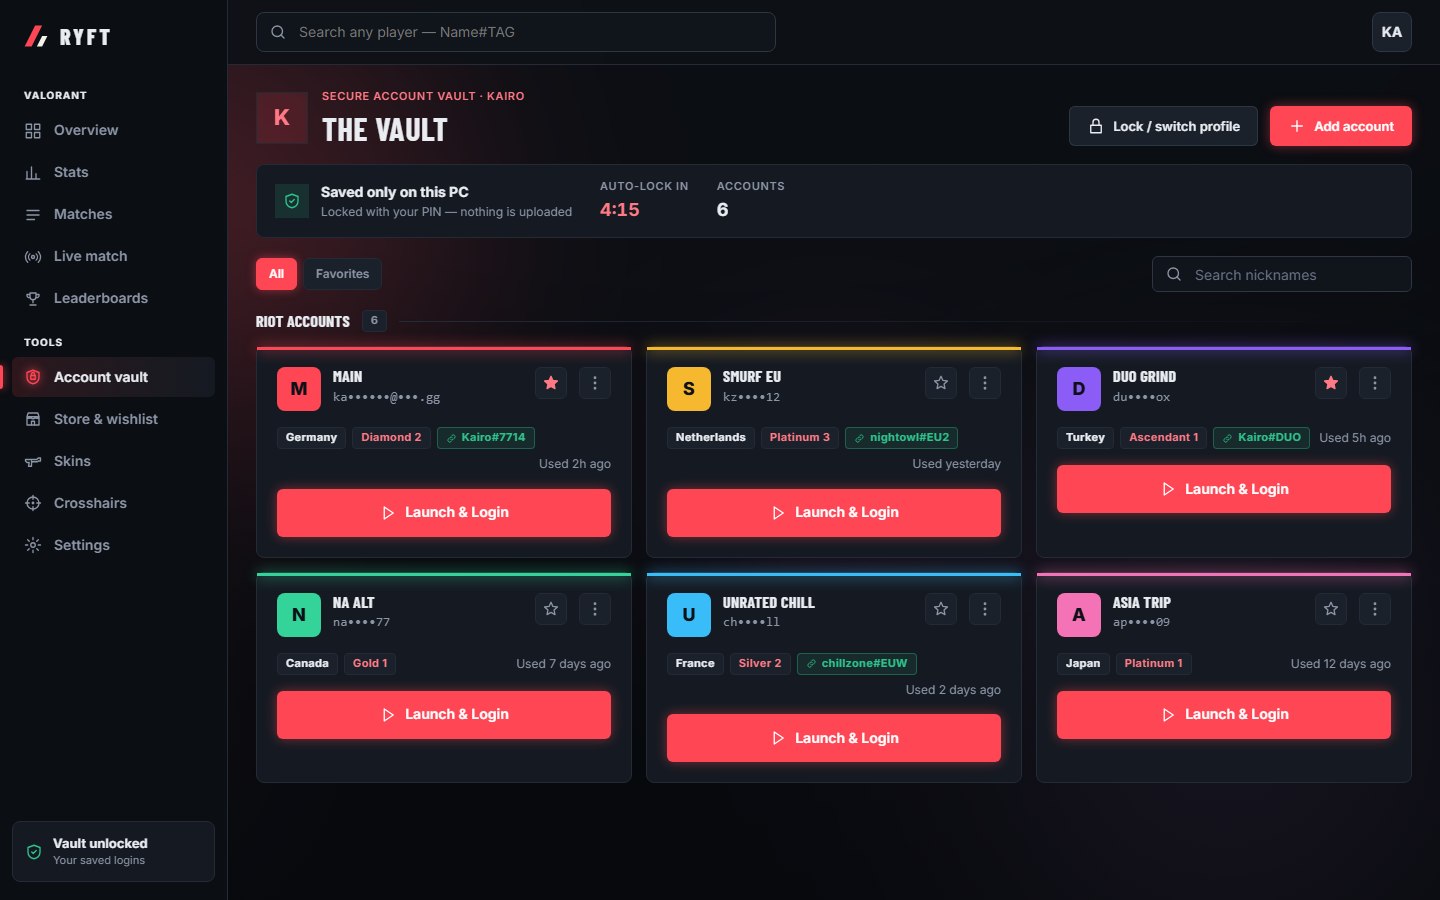 RYFT
Search any player — Name#TAG
KA
VALORANT
Overview
Stats
Matches
Live match
Leaderboards
TOOLS
Account vault
Store & wishlist
Skins
Crosshairs
Settings
Vault unlocked
Your saved logins
K
SECURE ACCOUNT VAULT · KAIRO
THE VAULT
Lock / switch profile
Add account
Saved only on this PC
Locked with your PIN — nothing is uploaded
AUTO-LOCK IN
4:15
ACCOUNTS
6
All
Favorites
Search nicknames
RIOT ACCOUNTS 6
M
MAIN
ka••••••@•••.gg
Germany Diamond 2 Kairo#7714
Used 2h ago
Launch & Login
S
SMURF EU
kz••••12
Netherlands Platinum 3 nightowl#EU2
Used yesterday
Launch & Login
D
DUO GRIND
du••••ox
Turkey Ascendant 1 Kairo#DUO Used 5h ago
Launch & Login
N
NA ALT
na••••77
Canada Gold 1 Used 7 days ago
Launch & Login
U
UNRATED CHILL
ch••••ll
France Silver 2 chillzone#EUW
Used 2 days ago
Launch & Login
A
ASIA TRIP
ap••••09
Japan Platinum 1 Used 12 days ago
Launch & Login